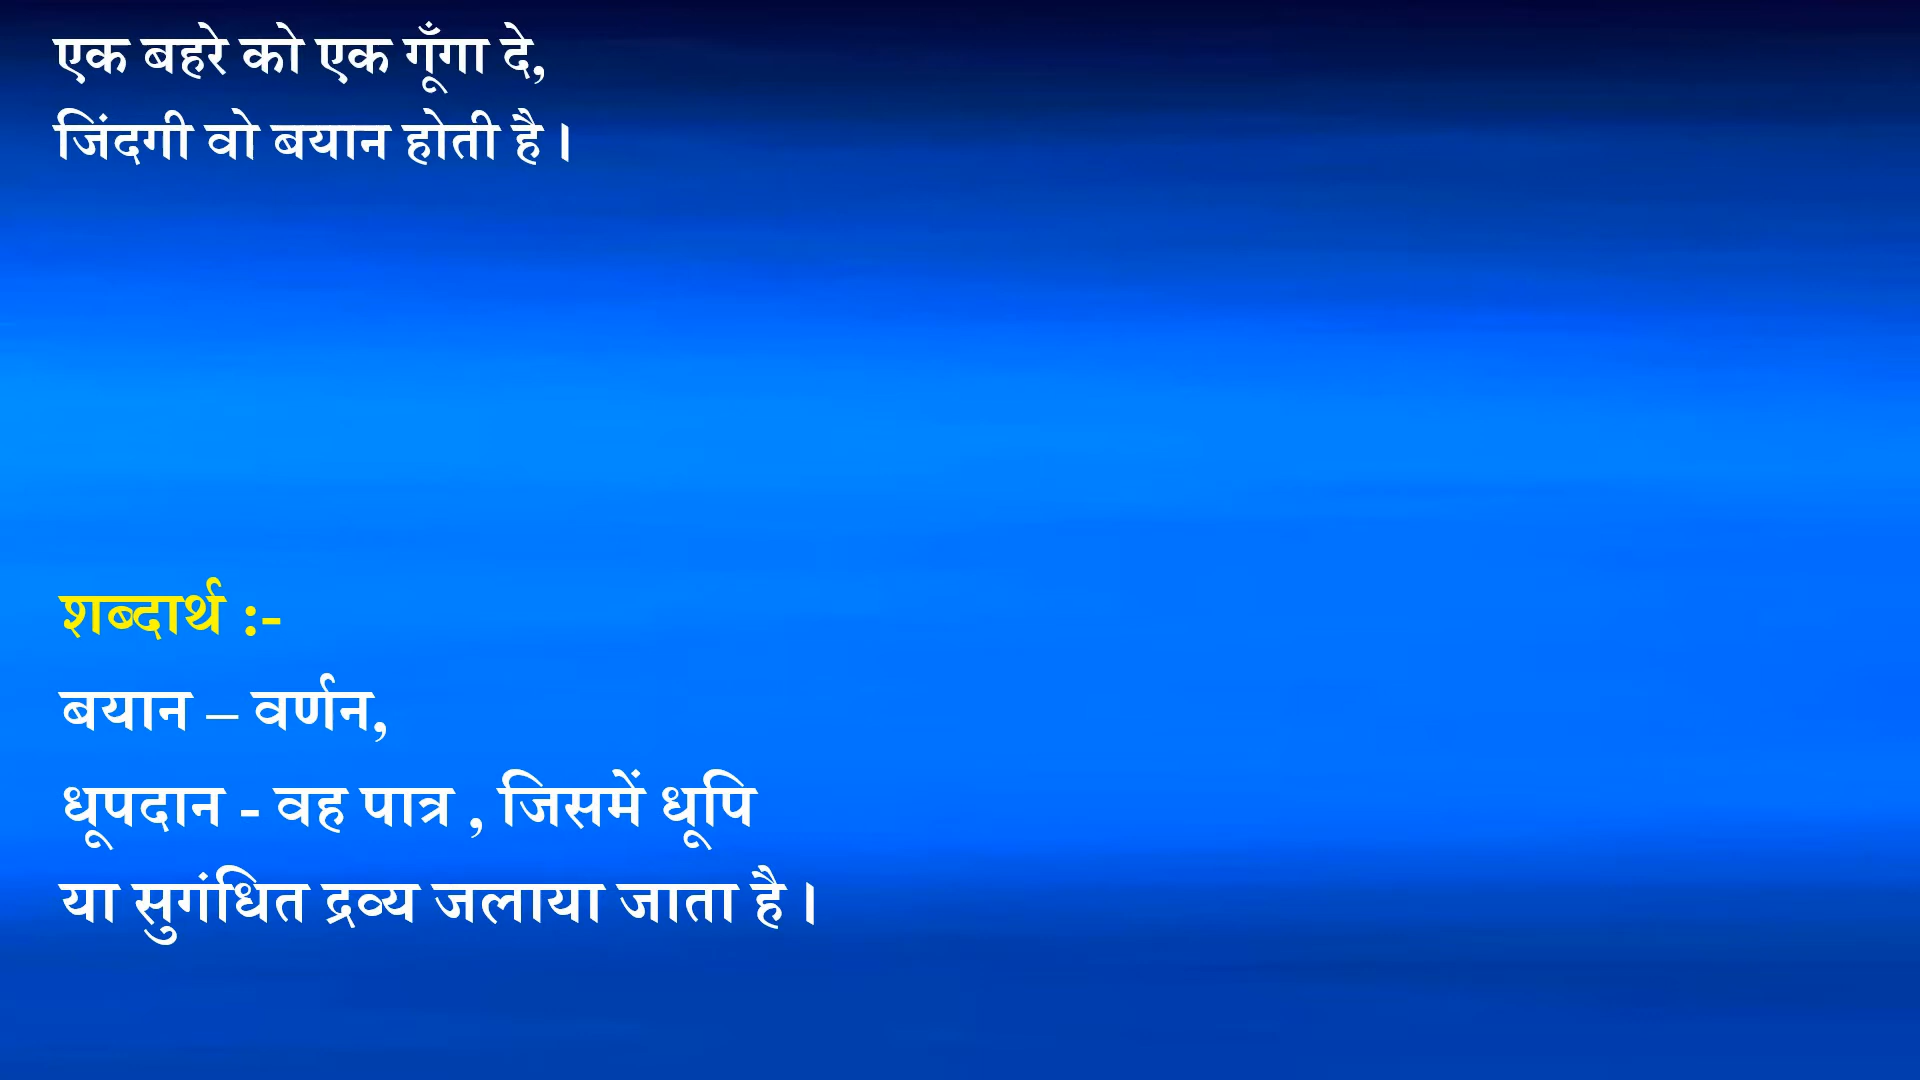 एक बहरे को एक गूँगा दे,
जिंदगी वो बयान होती है।
शब्दार्थ :-
बयान – वर्णन,
धूपदान - वह पात्र , जिसमें धूपि
या सुगंधित द्रव्य जलाया जाता है।